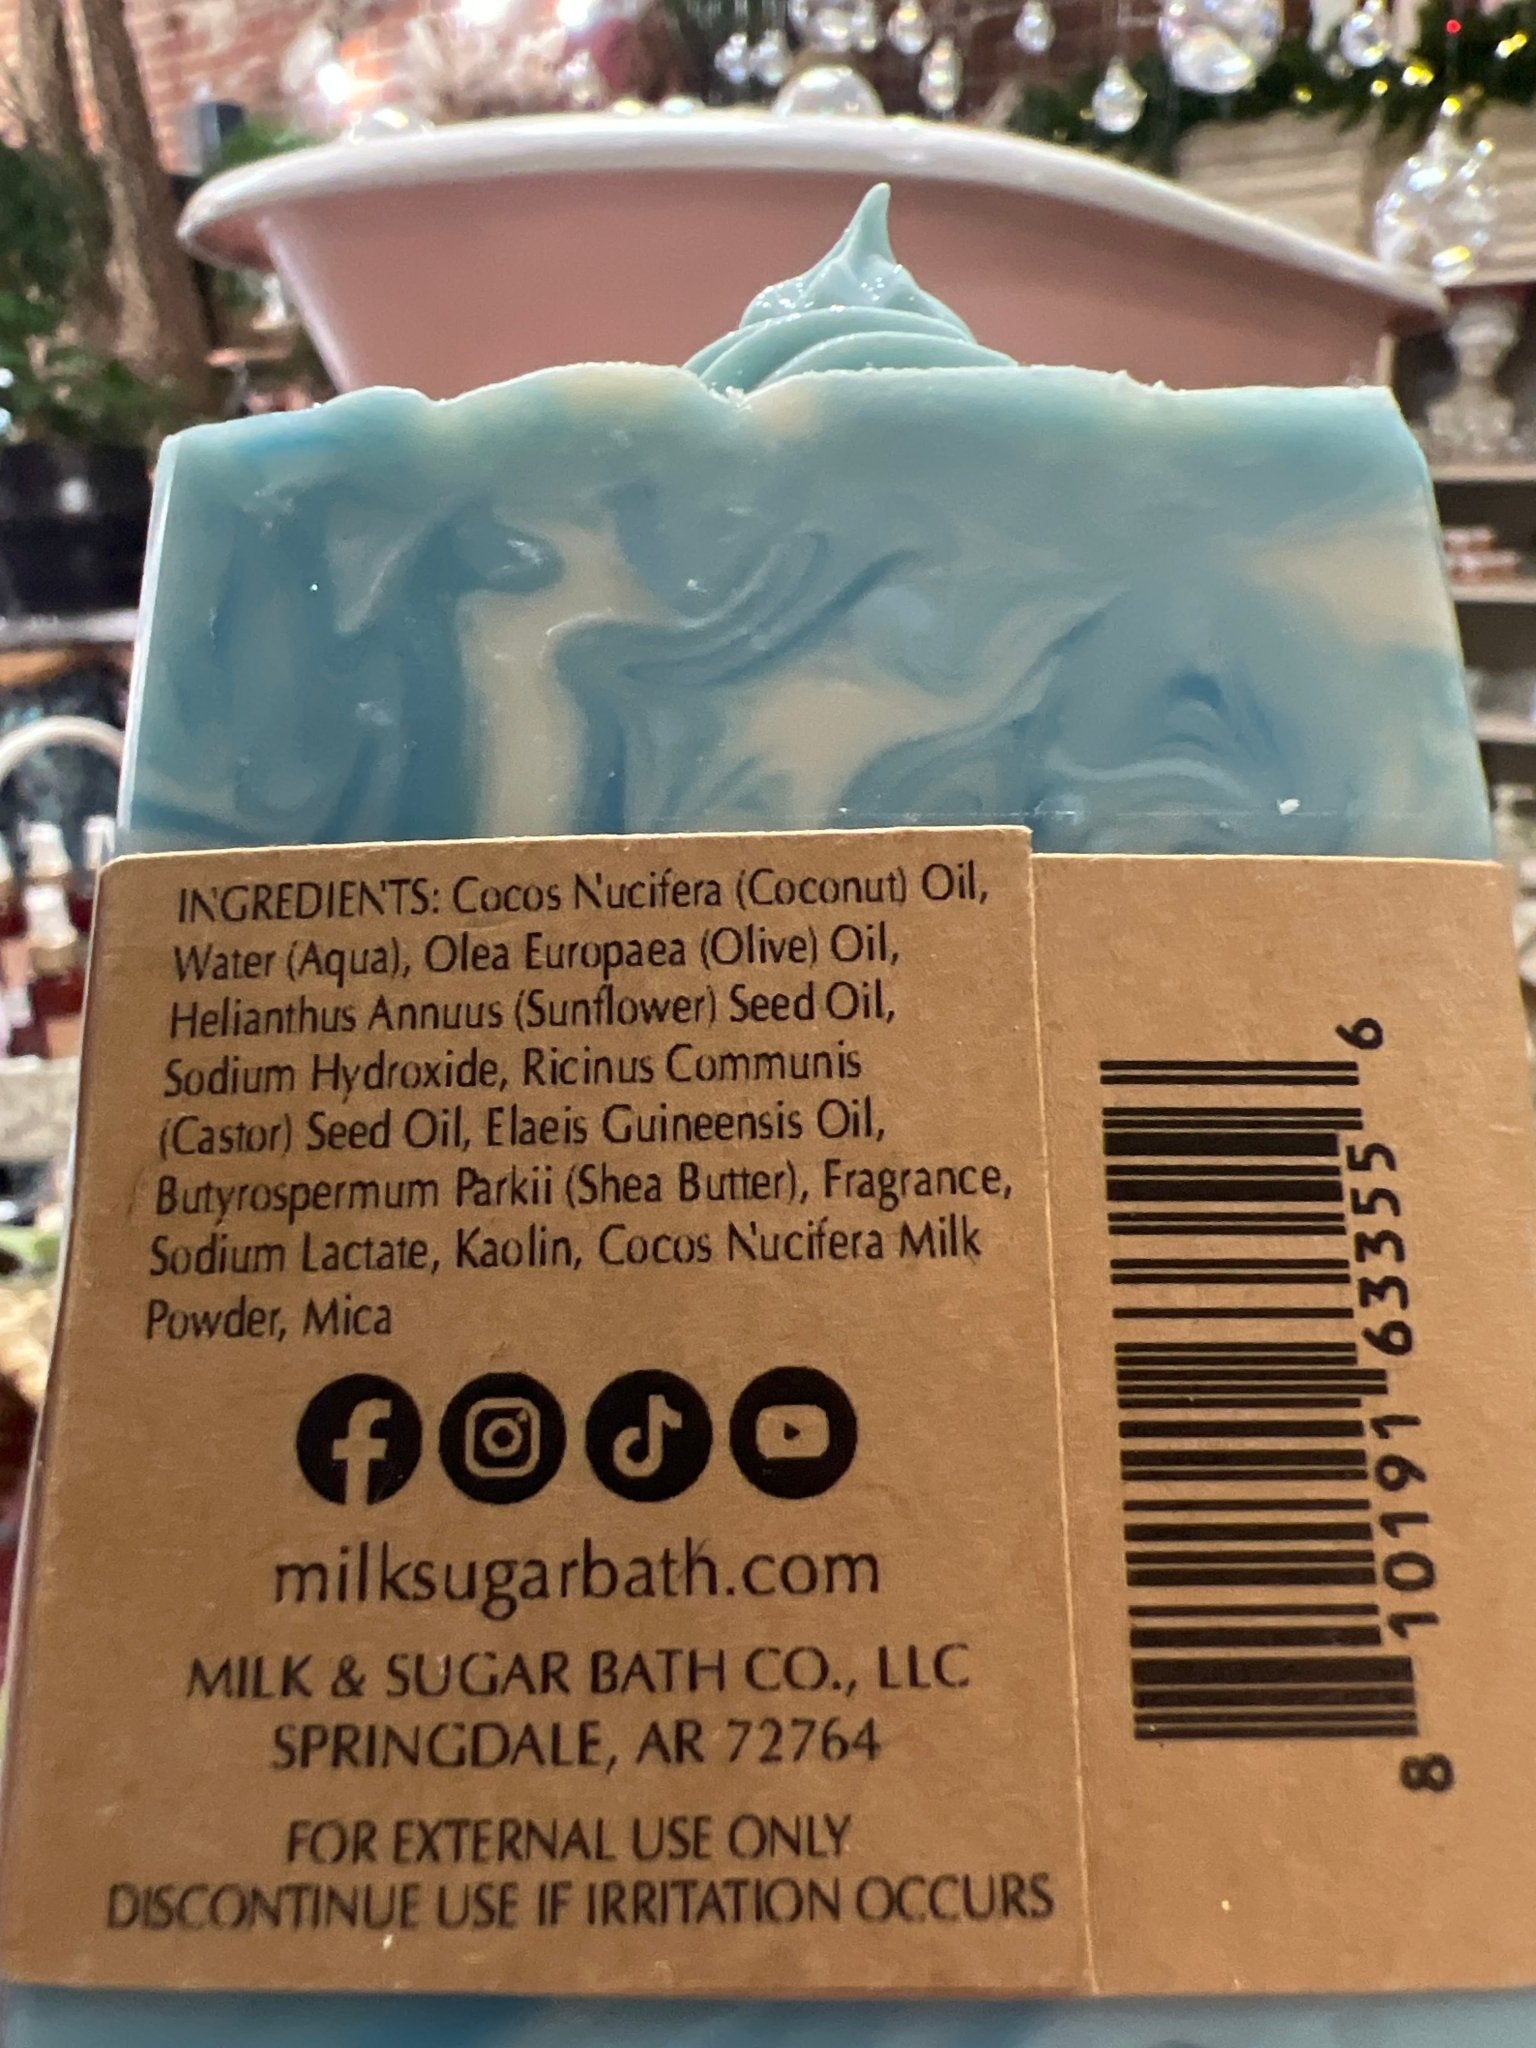 INGREDIENTS: Cocos Nucifera (Coconut) Oil,
Water (Aqua), Olea Europaea (Olive) Oil,
Helianthus Annuus (Sunflower) Seed Oil,
Sodium Hydroxide, Ricinus Communis
(Castor) Seed Oil, Elaeis Guineensis Oil,
Butyrospermum Parkii (Shea Butter), Fragrance,
Sodium Lactate, Kaolin, Cocos Nucifera Milk
Powder, Mica
milksugarbath.com
MILK & SUGAR BATH CO., LLC
SPRINGDALE, AR 72764
FOR EXTERNAL USE ONLY
DISCONTINUE USE IF IRRITATION OCCURS
8 10191 63355 6